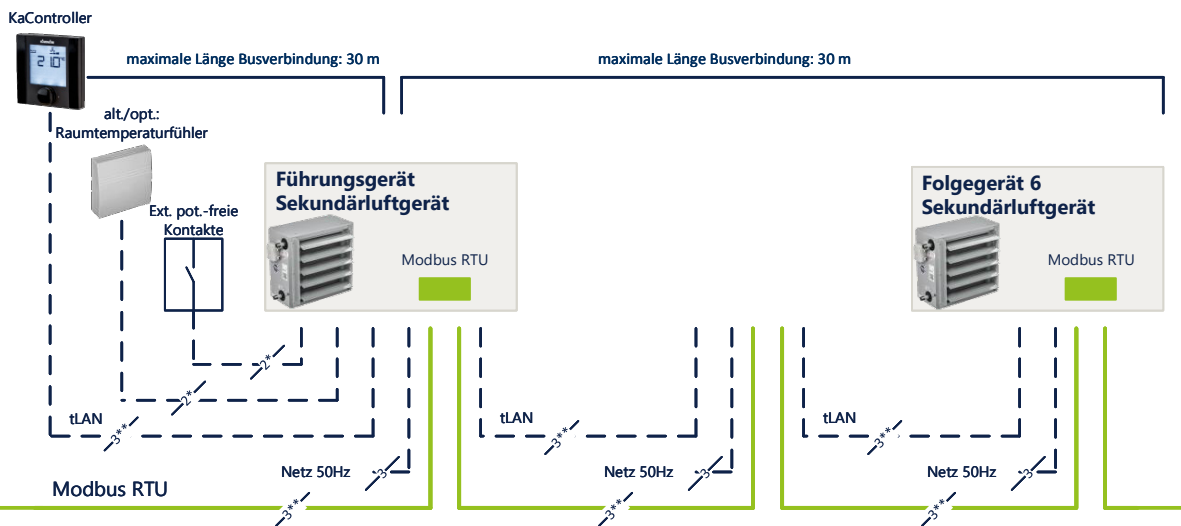 KaController
maximale Länge Busverbindung: 30 m
maximale Länge Busverbindung: 30 m
21.0
alt./opt.:
Raumtemperaturfühler
Führungsgerät
Sekundärluftgerät
Folgegerät 6
Sekundärluftgerät
Ext. pot.-freie
Kontakte
Modbus RTU
Modbus RTU
2*
2*
tLAN
tLAN
tLAN
3**
3**
3**
Netz 50Hz
3
Netz 50Hz
3
Netz 50Hz
3
Modbus RTU
3**
3**
3**